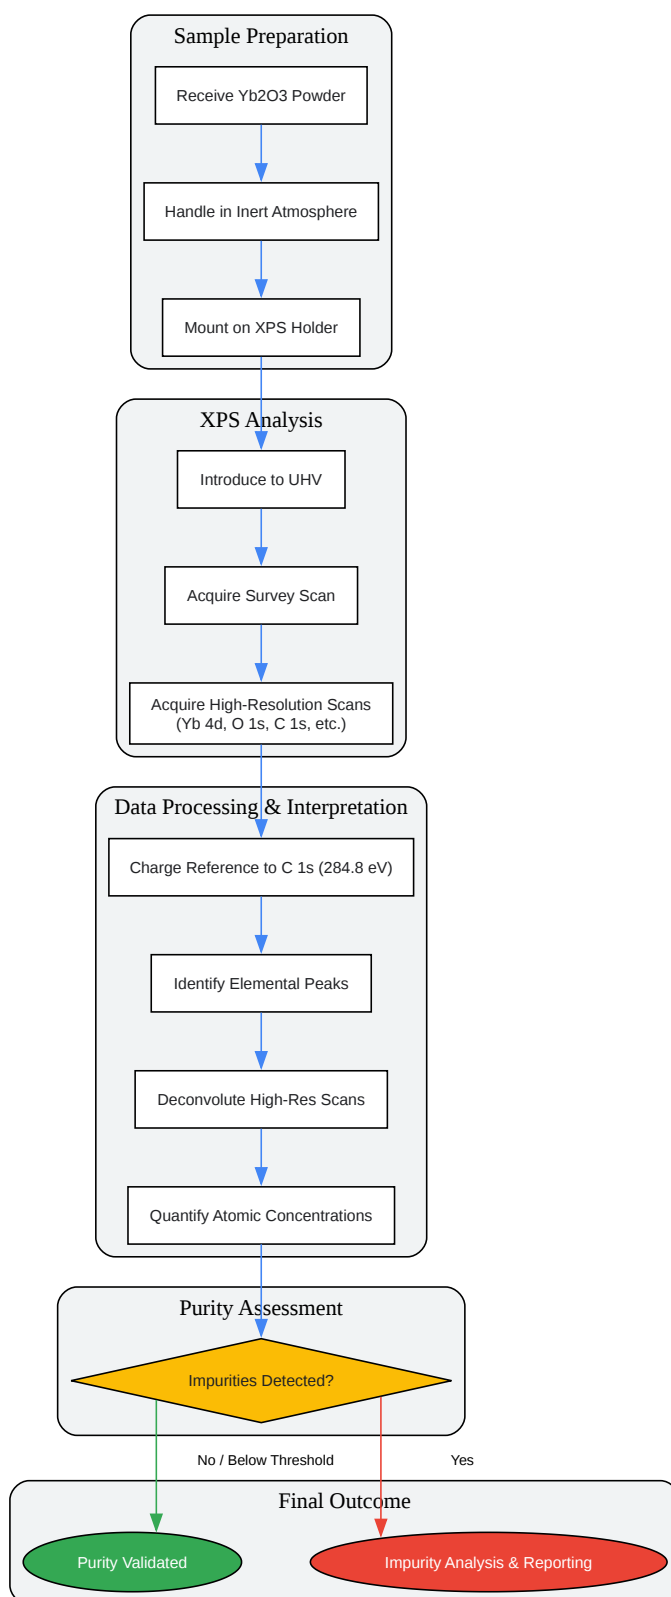 Sample Preparation
Receive Yb2O3 Powder
Handle in Inert Atmosphere
Mount on XPS Holder
XPS Analysis
Introduce to UHV
Acquire Survey Scan
Acquire High-Resolution Scans
(Yb 4d, O 1s, C 1s, etc.)
Data Processing & Interpretation
Charge Reference to C 1s (284.8 eV)
Identify Elemental Peaks
Deconvolute High-Res Scans
Quantify Atomic Concentrations
Purity Assessment
Impurities Detected?
No / Below Threshold
Yes
Final Outcome
Purity Validated
Impurity Analysis & Reporting